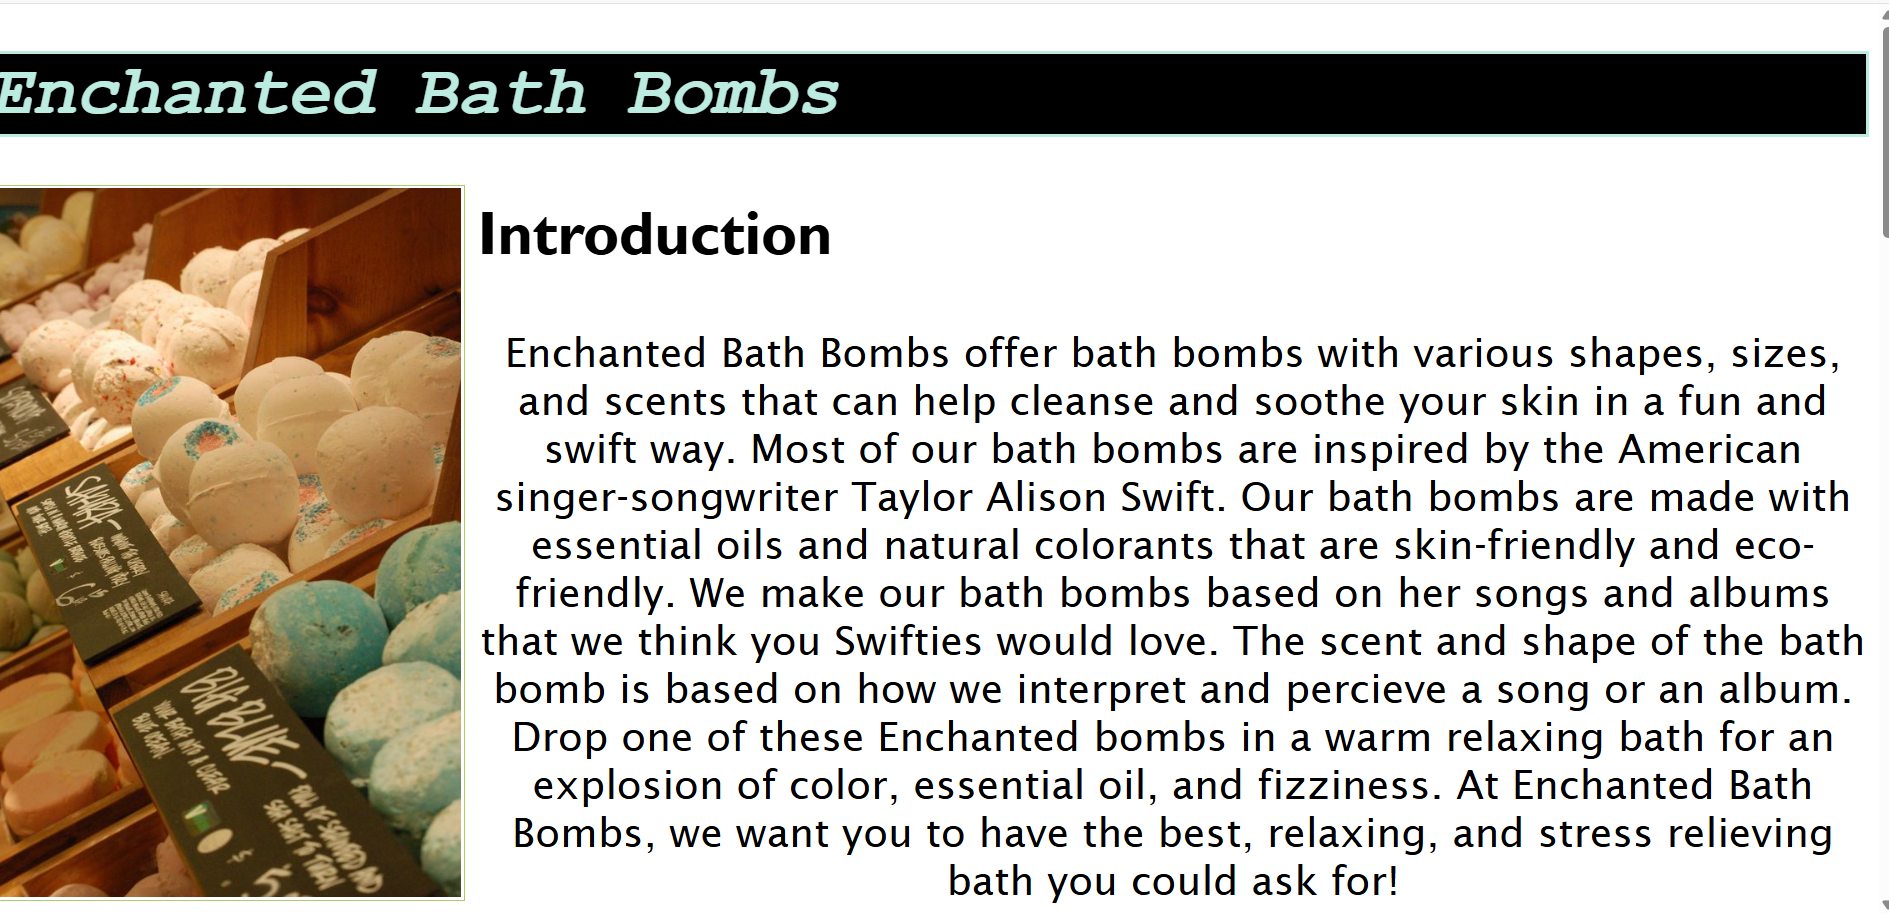 Enchanted Bath Bombs
Introduction
Enchanted Bath Bombs offer bath bombs with various shapes, sizes,
and scents that can help cleanse and soothe your skin in a fun and
swift way. Most of our bath bombs are inspired by the American
singer-songwriter Taylor Alison Swift. Our bath bombs are made with
essential oils and natural colorants that are skin-friendly and eco-
friendly. We make our bath bombs based on her songs and albums
that we think you Swifties would love. The scent and shape of the bath
bomb is based on how we interpret and percieve a song or an album.
Drop one of these Enchanted bombs in a warm relaxing bath for an
explosion of color, essential oil, and fizziness. At Enchanted Bath
Bombs, we want you to have the best, relaxing, and stress relieving
bath you could ask for!
BIG BLUE